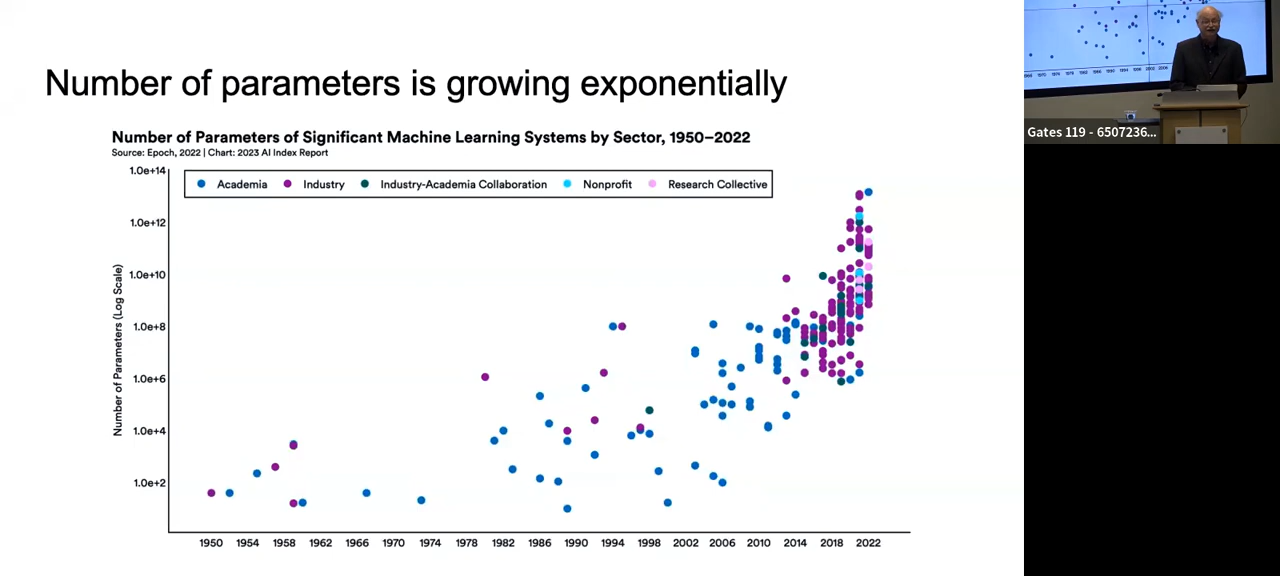 Number of parameters is growing exponentially
Number of Parameters of Significant Machine Learning Systems by Sector, 1950–2022
Source: Epoch, 2022 | Chart: 2023 AI Index Report
Academia Industry Industry-Academia Collaboration Nonprofit Research Collective
Number of Parameters (Log Scale)
1.0e+14
1.0e+12
1.0e+10
1.0e+8
1.0e+6
1.0e+4
1.0e+2
1950 1954 1958 1962 1966 1970 1974 1978 1982 1986 1990 1994 1998 2002 2006 2010 2014 2018 2022
Gates 119 - 6507236...